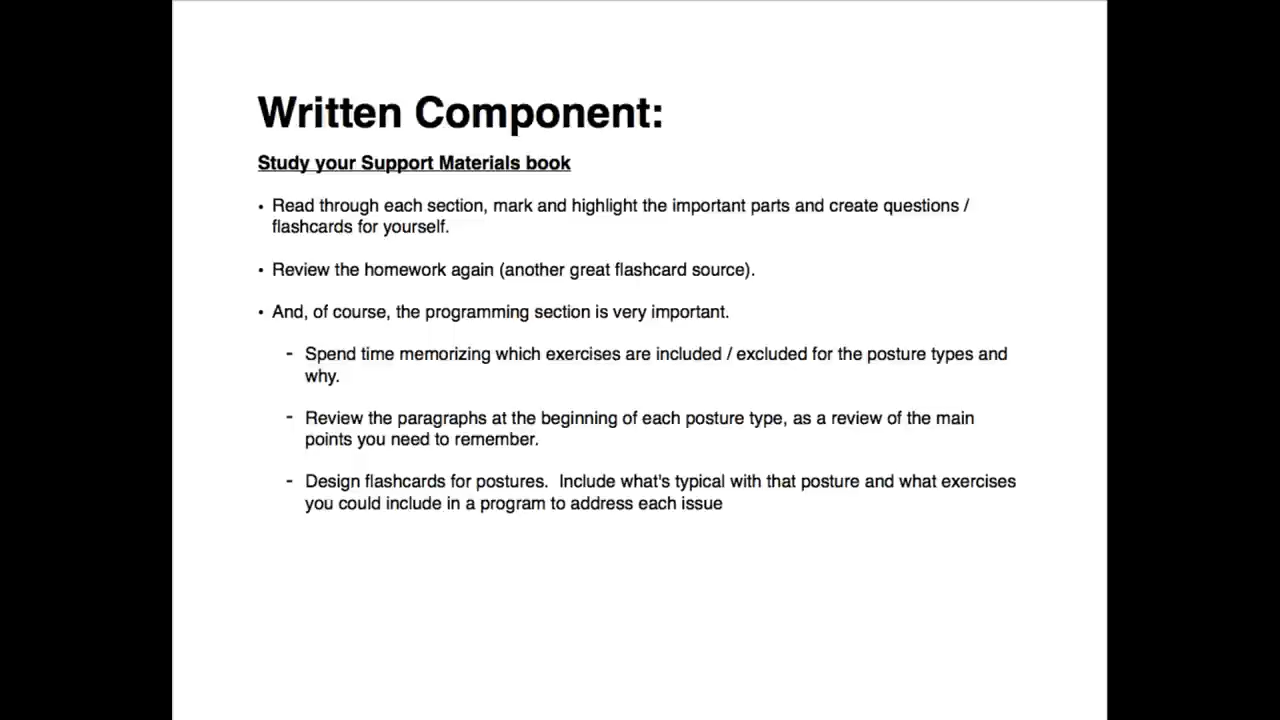 Written Component:
Study your Support Materials book
• Read through each section, mark and highlight the important parts and create questions /
flashcards for yourself.
• Review the homework again (another great flashcard source).
• And, of course, the programming section is very important.
- Spend time memorizing which exercises are included / excluded for the posture types and
why.
- Review the paragraphs at the beginning of each posture type, as a review of the main
points you need to remember.
- Design flashcards for postures.  Include what's typical with that posture and what exercises
you could include in a program to address each issue